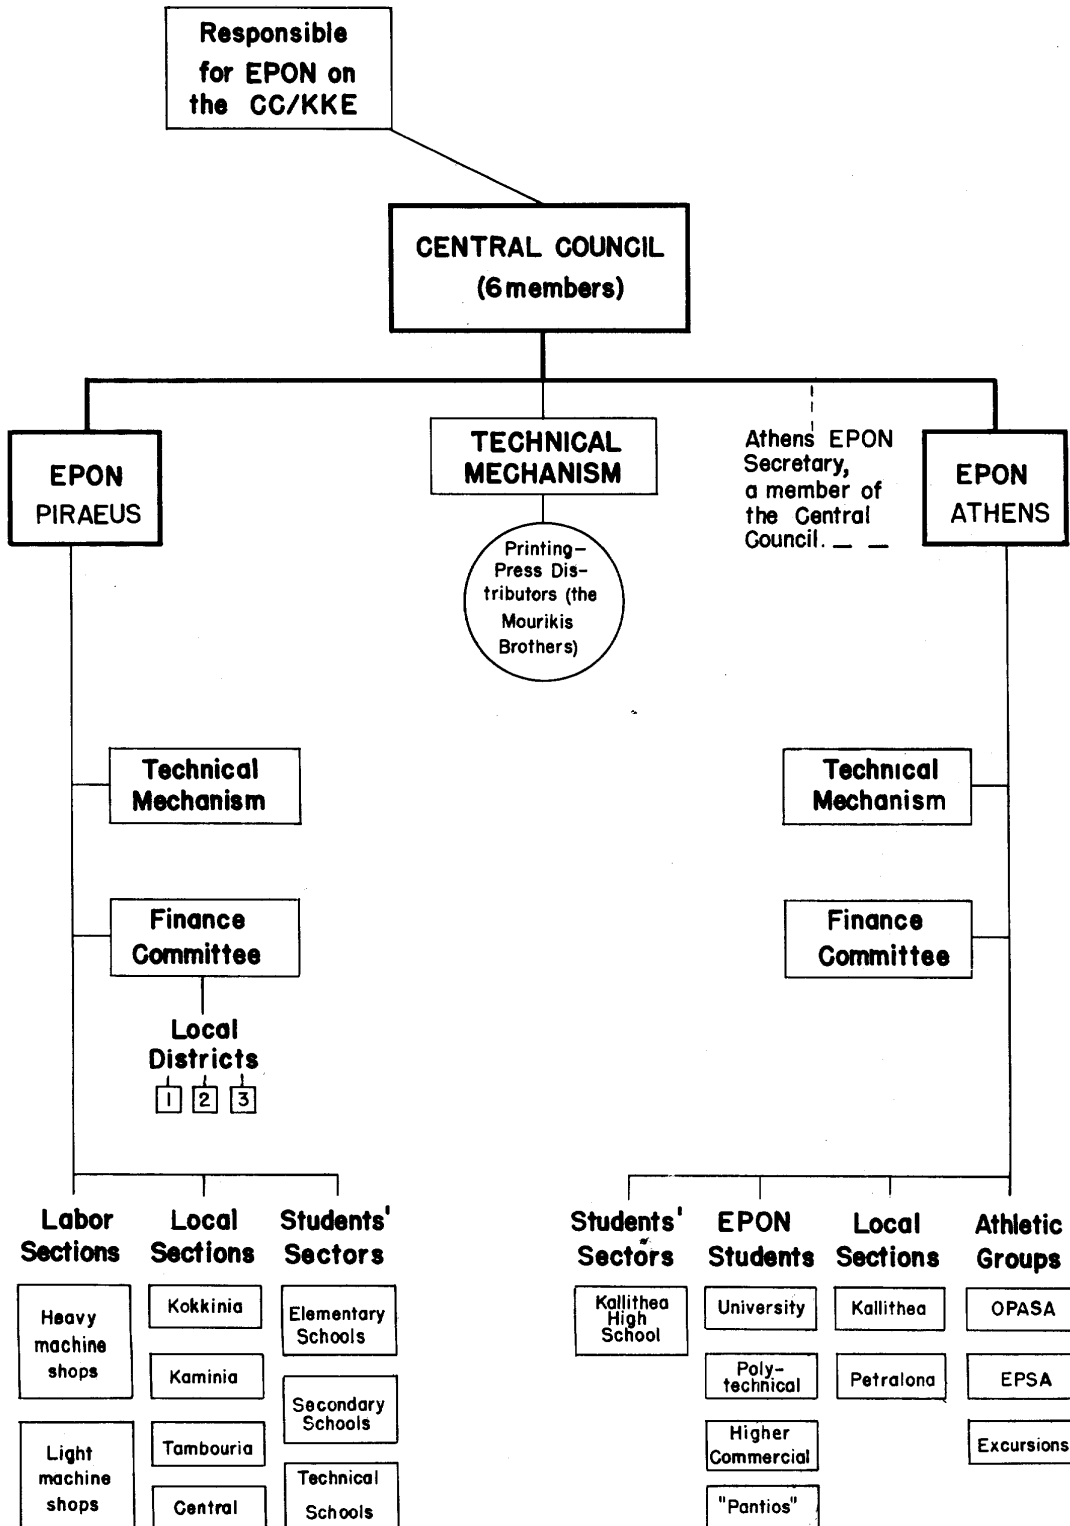 Responsible
for EPON on
the CC/KKE
CENTRAL COUNCIL
(6 members)
EPON
PIRAEUS
TECHNICAL
MECHANISM
Printing-
Press Dis-
tributors (the
Mourikis
Brothers)
Athens EPON
Secretary,
a member of
the Central
Council.
EPON
ATHENS
Technical
Mechanism
Finance
Committee
Local
Districts
1 2 3
Technical
Mechanism
Finance
Committee
Labor
Sections
Heavy
machine
shops
Light
machine
shops
Local
Sections
Kokkinia
Kaminia
Tambouria
Central
Students'
Sectors
Elementary
Schools
Secondary
Schools
Technical
Schools
Students'
Sectors
Kallithea
High
School
EPON
Students
University
Poly-
technical
Higher
Commercial
"Pantios"
Local
Sections
Kallithea
Petralona
Athletic
Groups
OPASA
EPSA
Excursions